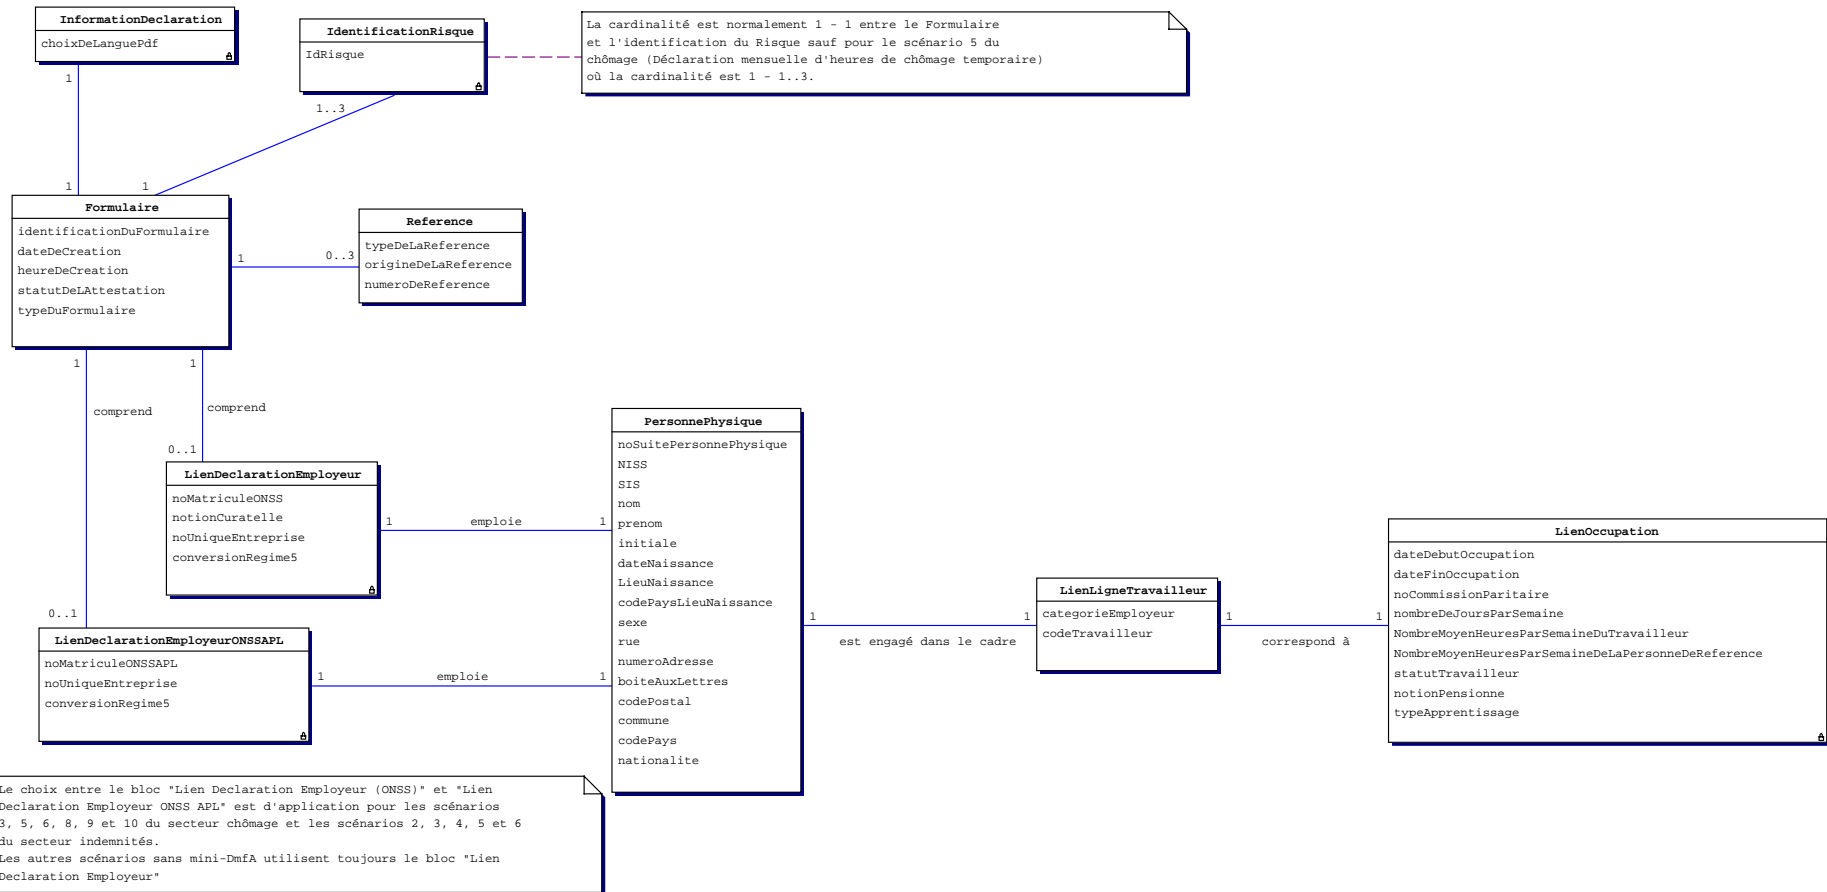 InformationDeclaration
choixDeLanguePdf
IdentificationRisque
IdRisque
La cardinalité est normalement 1 - 1 entre le Formulaire
et l'identification du Risque sauf pour le scénario 5 du
chômage (Déclaration mensuelle d'heures de chômage temporaire)
où la cardinalité est 1 - 1..3.
1
1..3
1
1
Formulaire
identificationDuFormulaire
dateDeCreation
heureDeCreation
statutDeLAttestation
typeDuFormulaire
1
0..3
Reference
typeDeLaReference
origineDeLaReference
numeroDeReference
1
1
comprend
comprend
0..1
LienDeclarationEmployeur
noMatriculeONSS
notionCuratelle
noUniqueEntreprise
conversionRegime5
1
emploie
1
0..1
LienDeclarationEmployeurONSSAPL
noMatriculeONSSAPL
noUniqueEntreprise
conversionRegime5
1
emploie
1
PersonnePhysique
noSuitePersonnePhysique
NISS
SIS
nom
prenom
initiale
dateNaissance
LieuNaissance
codePaysLieuNaissance
sexe
rue
numeroAdresse
boiteAuxLettres
codePostal
commune
codePays
nationalite
1
est engagé dans le cadre
1
LienLigneTravailleur
categorieEmployeur
codeTravailleur
1
correspond à
1
LienOccupation
dateDebutOccupation
dateFinOccupation
noCommissionParitaire
nombreDeJoursParSemaine
NombreMoyenHeuresParSemaineDuTravailleur
NombreMoyenHeuresParSemaineDeLaPersonneDeReference
statutTravailleur
notionPensionne
typeApprentissage
Le choix entre le bloc "Lien Declaration Employeur (ONSS)" et "Lien
Declaration Employeur ONSS APL" est d'application pour les scénarios
3, 5, 6, 8, 9 et 10 du secteur chômage et les scénarios 2, 3, 4, 5 et 6
du secteur indemnités.
Les autres scénarios sans mini-DmfA utilisent toujours le bloc "Lien
Declaration Employeur"